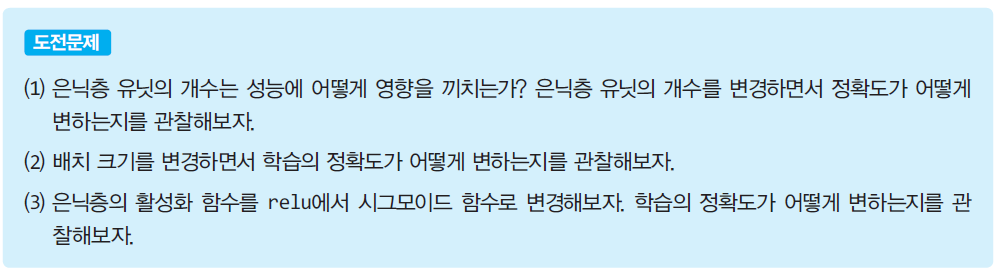 도전문제
(1) 은닉층 유닛의 개수는 성능에 어떻게 영향을 끼치는가? 은닉층 유닛의 개수를 변경하면서 정확도가 어떻게
변하는지를 관찰해보자.
(2) 배치 크기를 변경하면서 학습의 정확도가 어떻게 변하는지를 관찰해보자.
(3) 은닉층의 활성화 함수를 relu에서 시그모이드 함수로 변경해보자. 학습의 정확도가 어떻게 변하는지를 관
찰해보자.